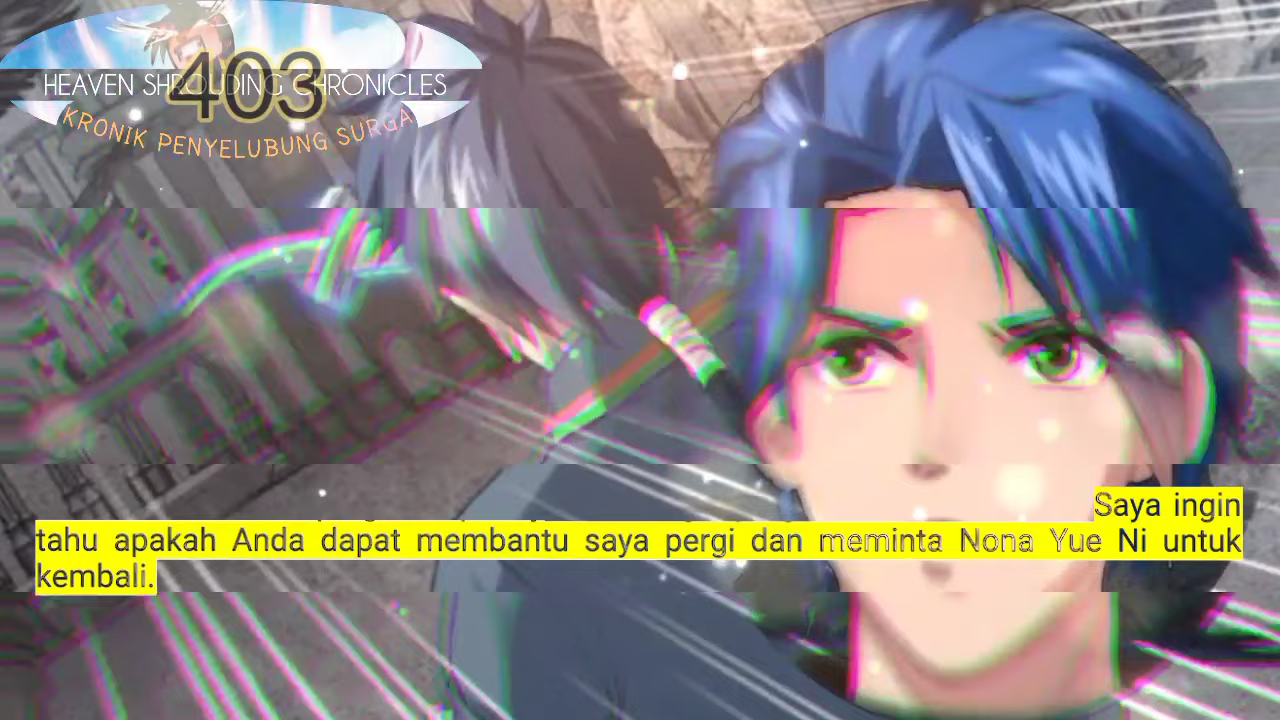 403
HEAVEN SHROUDING CHRONICLES
KRONIK PENYELUBUNG SURGA
Saya ingin
tahu apakah Anda dapat membantu saya pergi dan meminta Nona Yue Ni untuk
kembali.